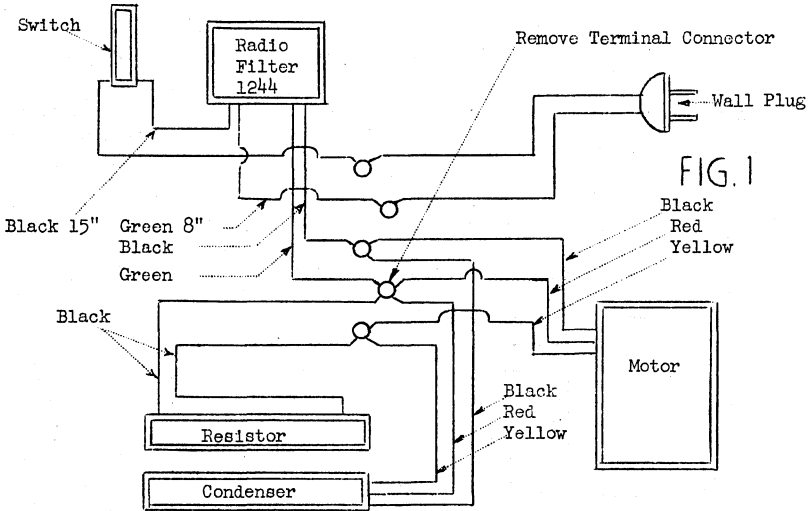 Switch
Radio
Filter
1244
Remove Terminal Connector
Wall Plug
FIG. 1
Black 15" Green 8"
Black
Green
Black
Red
Yellow
Black
Motor
Black
Red
Yellow
Resistor
Condenser